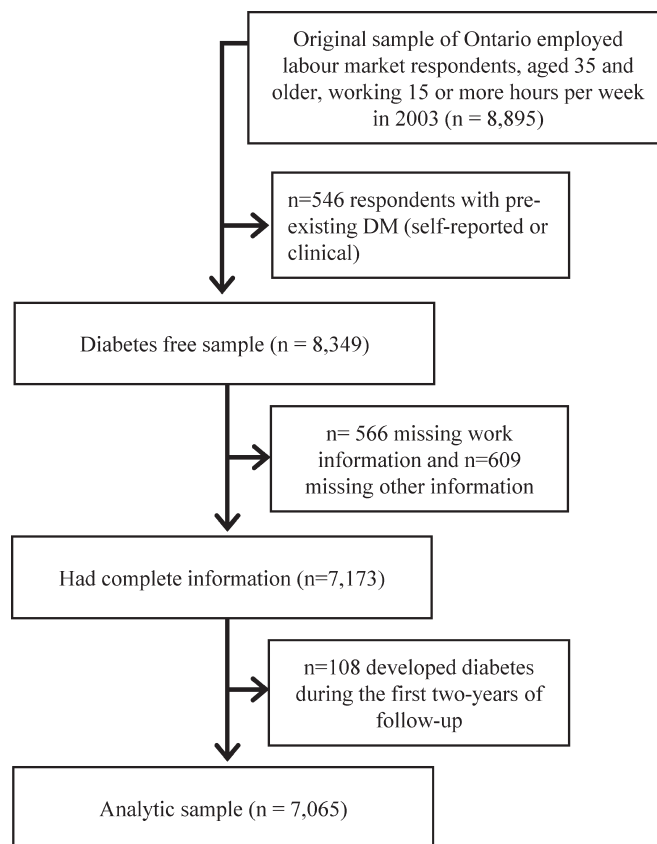 Original sample of Ontario employed
labour market respondents, aged 35 and
older, working 15 or more hours per week
in 2003 (n = 8,895)
n=546 respondents with pre-
existing DM (self-reported or
clinical)
Diabetes free sample (n = 8,349)
n= 566 missing work
information and n=609
missing other information
Had complete information (n=7,173)
n=108 developed diabetes
during the first two-years of
follow-up
Analytic sample (n = 7,065)